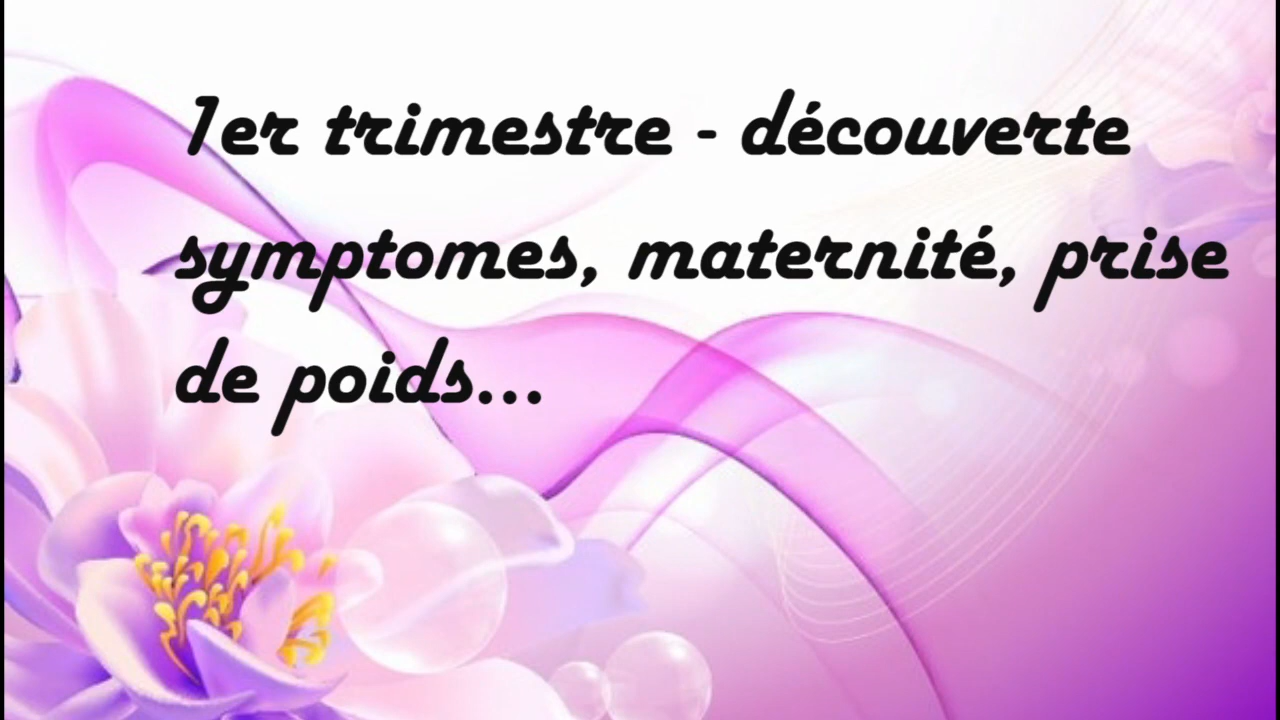 1er trimestre - découverte
symptomes, maternité, prise
de poids...